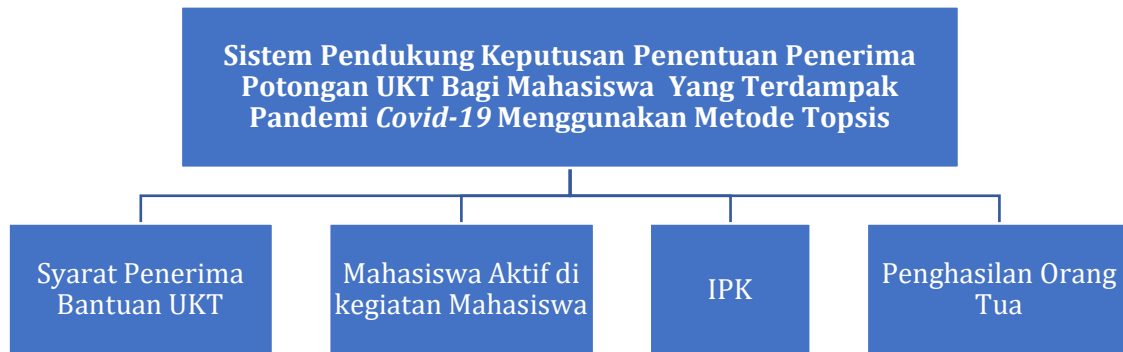 Sistem Pendukung Keputusan Penentuan Penerima
Potongan UKT Bagi Mahasiswa Yang Terdampak
Pandemi Covid-19 Menggunakan Metode Topsis
Syarat Penerima
Bantuan UKT
Mahasiswa Aktif di
kegiatan Mahasiswa
IPK
Penghasilan Orang
Tua